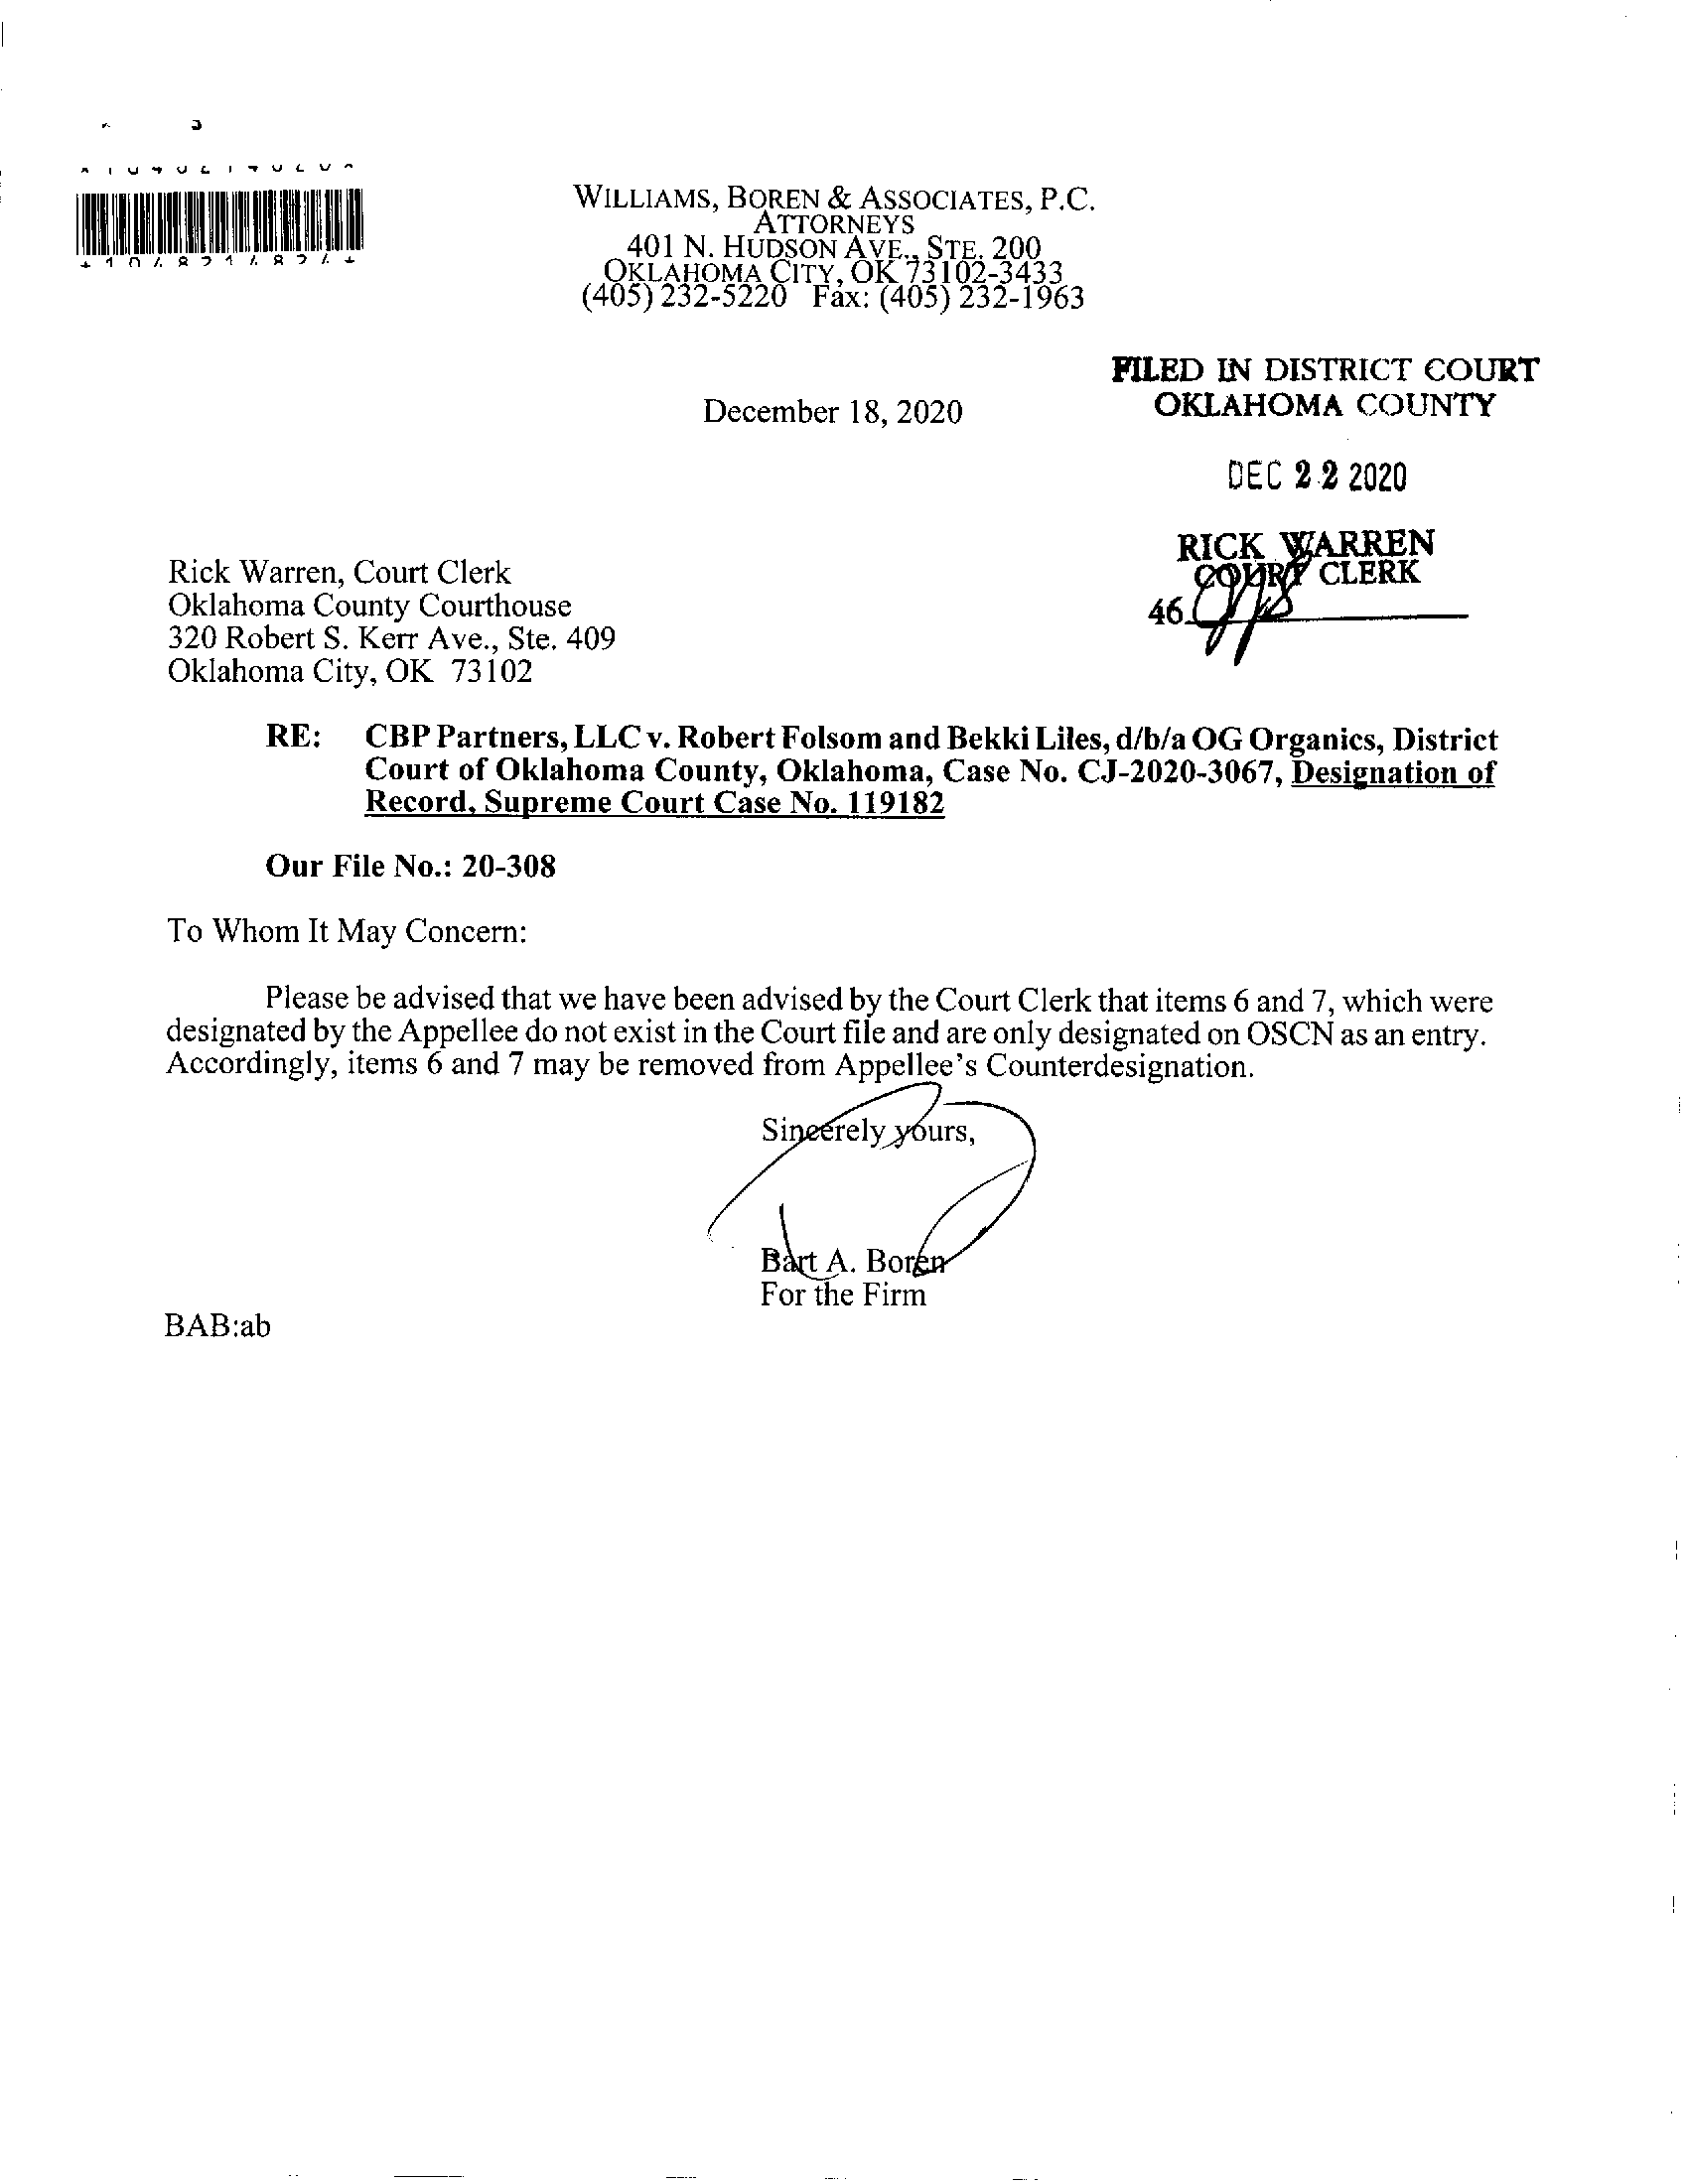 WILLIAMS, BOREN & ASSOCIATES, P.C.
ATTORNEYS
401 N. HUDSON AVE., STE. 200
OKLAHOMA CITY, OK 73102-3433
(405) 232-5220 Fax: (405) 232-1963
FILED IN DISTRICT COURT
OKLAHOMA COUNTY
December 18, 2020
DEC 22 2020
RICK WARREN
COURT CLERK
46
Rick Warren, Court Clerk
Oklahoma County Courthouse
320 Robert S. Kerr Ave., Ste. 409
Oklahoma City, OK 73102
RE: CBP Partners, LLC v. Robert Folsom and Bekki Liles, d/b/a OG Organics, District
Court of Oklahoma County, Oklahoma, Case No. CJ-2020-3067, Designation of
Record, Supreme Court Case No. 119182
Our File No.: 20-308
To Whom It May Concern:
Please be advised that we have been advised by the Court Clerk that items 6 and 7, which were
designated by the Appellee do not exist in the Court file and are only designated on OSCN as an entry.
Accordingly, items 6 and 7 may be removed from Appellee's Counterdesignation.
Sincerely yours,
Bart A. Boren
For the Firm
BAB:ab